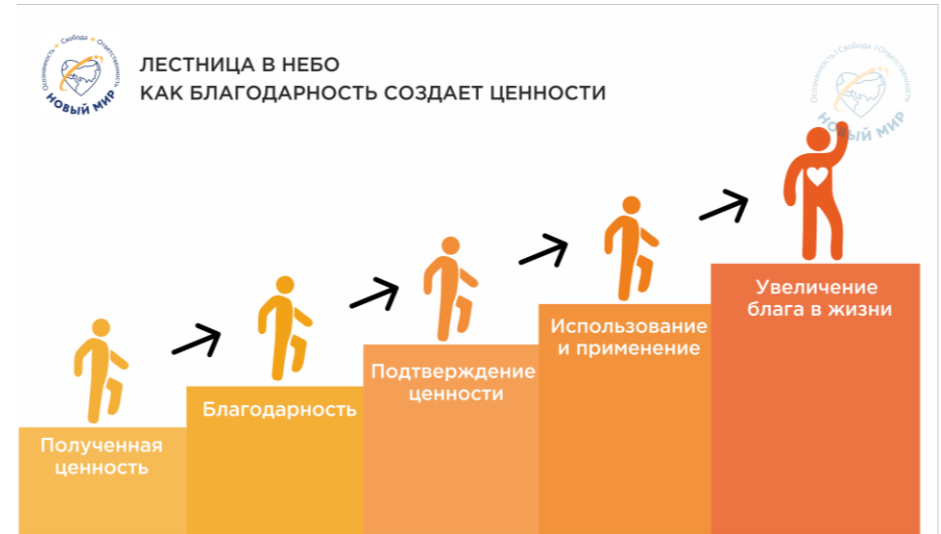 Осознанность + Свобода + Ответственность
НОВЫЙ МИР
ЛЕСТНИЦА В НЕБО
КАК БЛАГОДАРНОСТЬ СОЗДАЕТ ЦЕННОСТИ
Осознанность | Свобода | Ответственность
НОВЫЙ МИР
Увеличение
блага в жизни
Использование
и применение
Подтверждение
ценности
Благодарность
Полученная
ценность